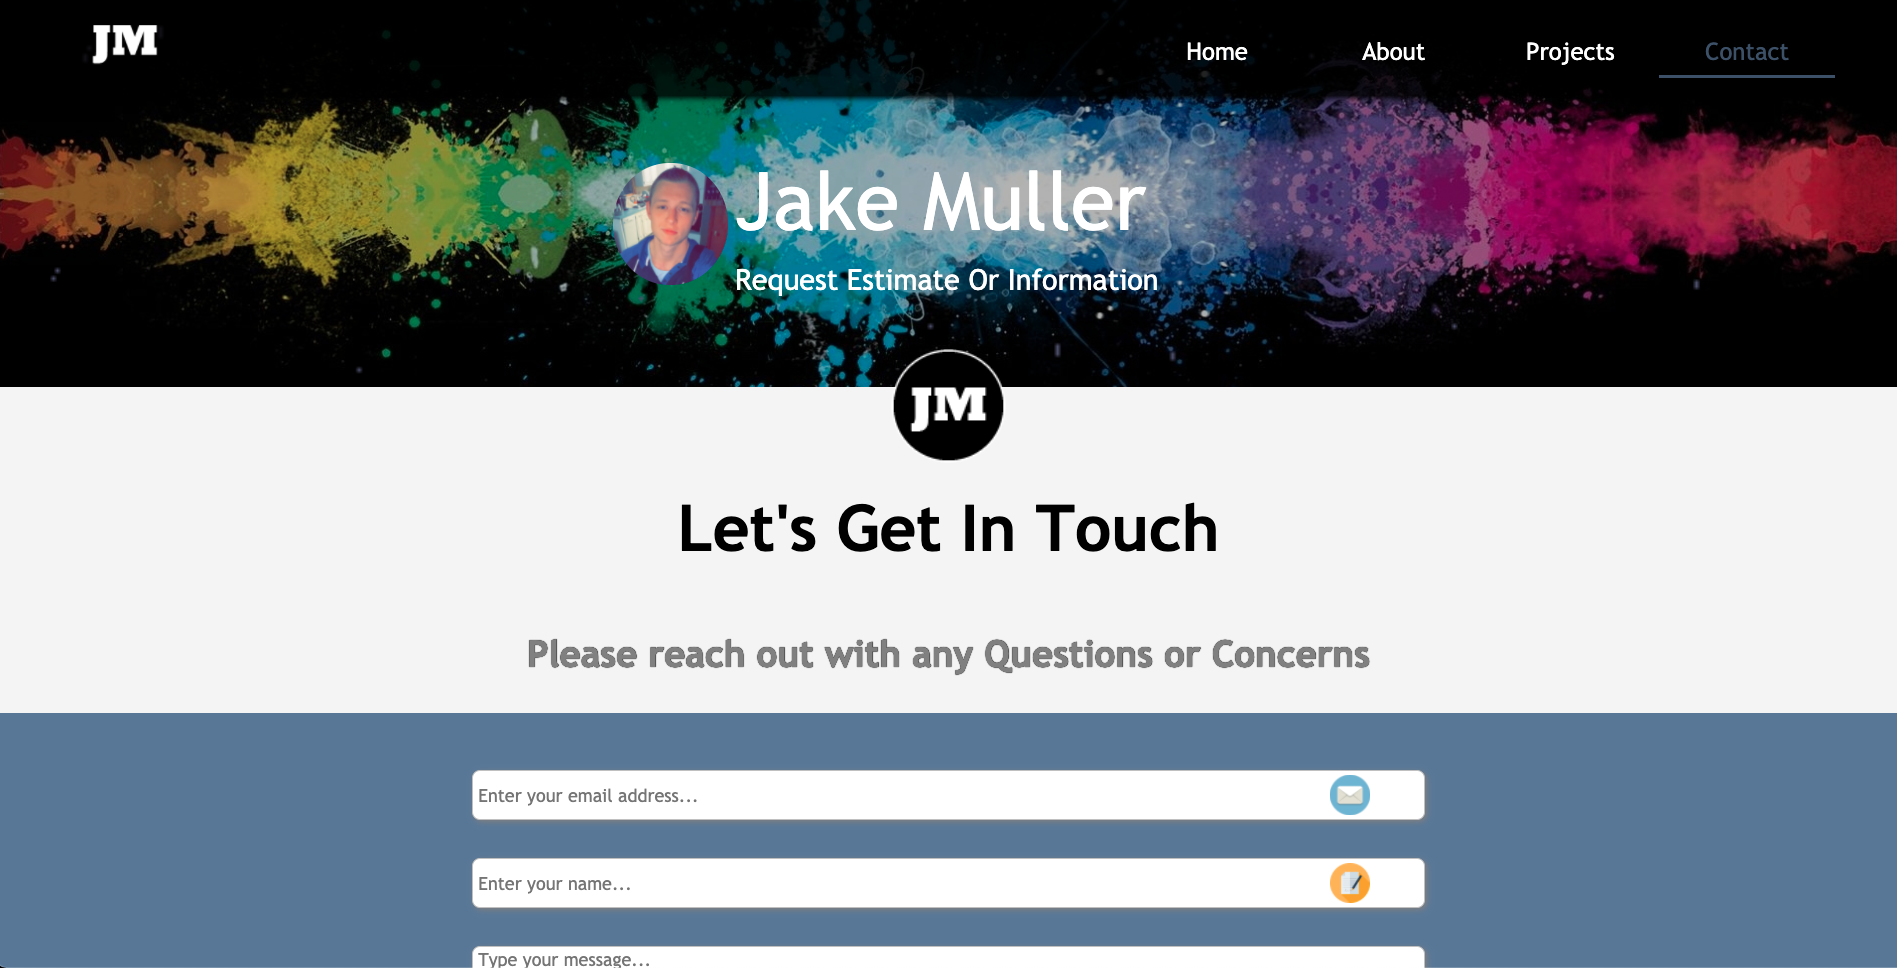 JM
Home About Projects Contact
Jake Muller
Request Estimate Or Information
JM
Let's Get In Touch
Please reach out with any Questions or Concerns
Enter your email address...
Enter your name...
Type your message...